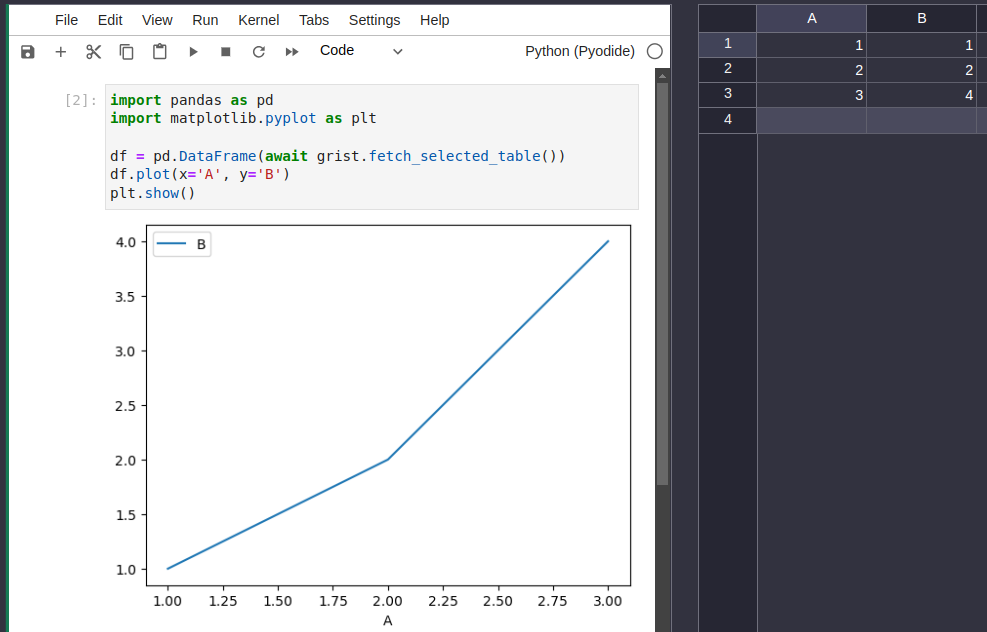 File Edit View Run Kernel Tabs Settings Help
Code Python (Pyodide)
[2]:
import pandas as pd
import matplotlib.pyplot as plt
df = pd.DataFrame(await grist.fetch_selected_table())
df.plot(x='A', y='B')
plt.show()
B
4.0
3.5
3.0
2.5
2.0
1.5
1.0
1.00 1.25 1.50 1.75 2.00 2.25 2.50 2.75 3.00
A
A B
1 1 1
2 2 2
3 3 4
4